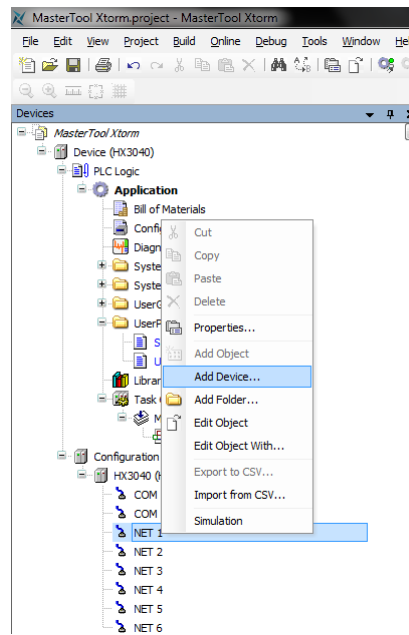 MasterTool Xtorm.project - MasterTool Xtorm
File Edit View Project Build Online Debug Tools Window
Devices
MasterTool Xtorm
Device (HX3040)
PLC Logic
Application
Bill of Materials
Cut
Copy
Paste
Delete
Properties...
Add Object
Add Device...
Add Folder...
Edit Object
Edit Object With...
Export to CSV...
Import from CSV...
Simulation
Configuration
HX3040
COM
COM
NET 1
NET 2
NET 3
NET 4
NET 5
NET 6